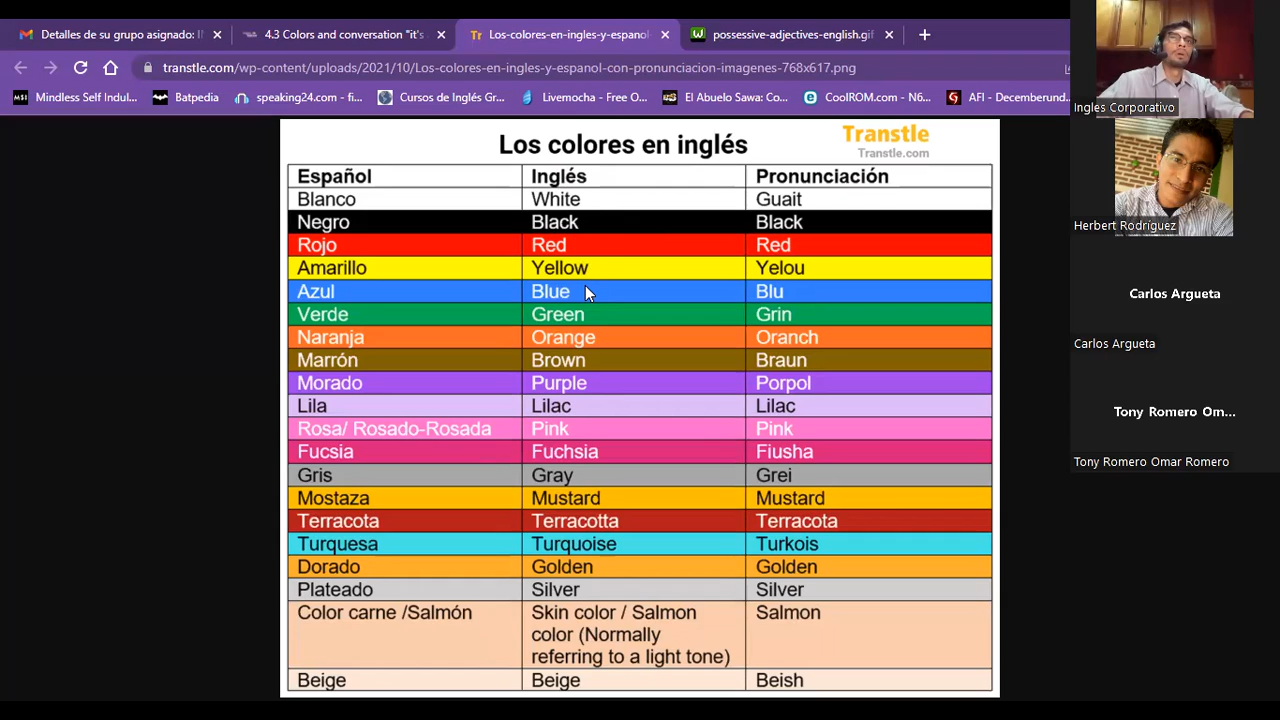 Detalles de su grupo asignado: I
4.3 Colors and conversation "it's
Los-colores-en-ingles-y-espanol
possessive-adjectives-english.gif
transtle.com/wp-content/uploads/2021/10/Los-colores-en-ingles-y-espanol-con-pronunciacion-imagenes-768x617.png
Mindless Self Indul...
Batpedia
speaking24.com - fi...
Cursos de Inglés Gr...
Livemocha - Free O...
El Abuelo Sawa: Co...
CoolROM.com - N6...
AFI - Decemberund...
Los colores en inglés
Transtle
Transtle.com
Español Inglés Pronunciación
Blanco White Guait
Negro Black Black
Rojo Red Red
Amarillo Yellow Yelou
Azul Blue Blu
Verde Green Grin
Naranja Orange Oranch
Marrón Brown Braun
Morado Purple Porpol
Lila Lilac Lilac
Rosa/ Rosado-Rosada Pink Pink
Fucsia Fuchsia Fiusha
Gris Gray Grei
Mostaza Mustard Mustard
Terracota Terracotta Terracota
Turquesa Turquoise Turkois
Dorado Golden Golden
Plateado Silver Silver
Color carne /Salmón Skin color / Salmon Salmon
color (Normally
referring to a light tone)
Beige Beige Beish
Ingles Corporativo
Herbert Rodríguez
Carlos Argueta
Carlos Argueta
Tony Romero Om...
Tony Romero Omar Romero